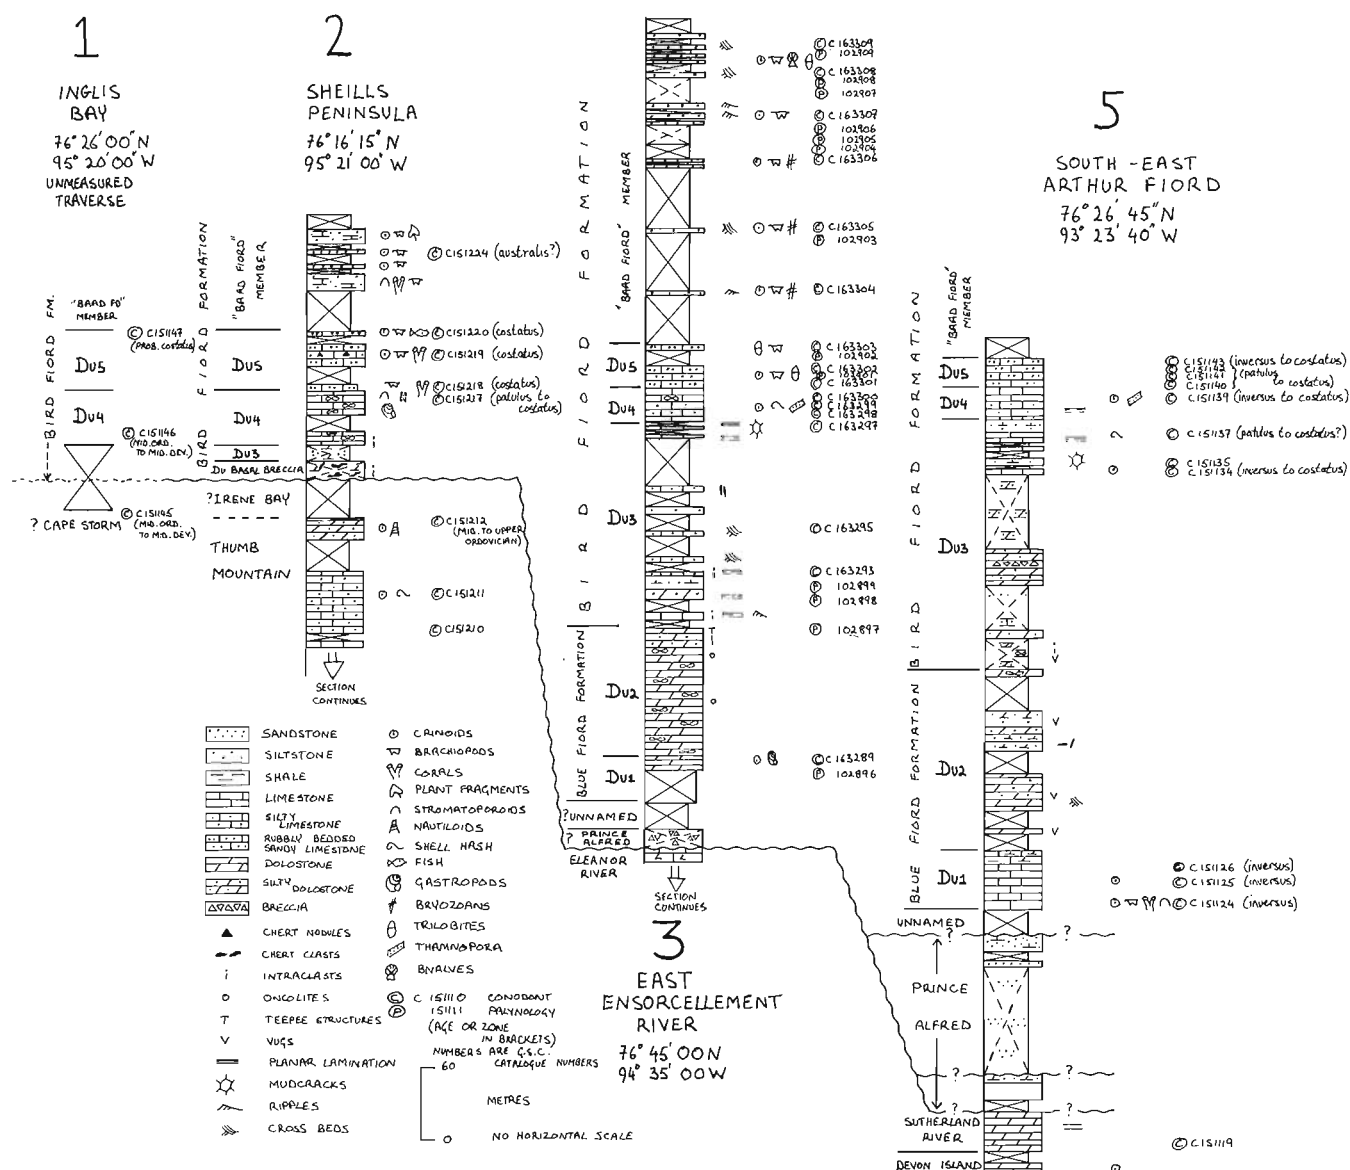 1
INGLIS
BAY
76° 26' 00" N
95° 20' 00" W
UNMEASURED
TRAVERSE
BIRD FIORD FM.
"BAARD FD"
MEMBER
C C151147
(PROB. costatus)
Du5
Du4
C C151146
(MID. ORD.
TO MID. DEV.)
? CAPE STORM
C C151145
(MID. ORD.
TO MID. DEV.)
2
SHEILLS
PENINSULA
76° 16' 15" N
95° 21' 00" W
BIRD FIORD FORMATION
"BAAD FIORD"
MEMBER
C C151224 (australis?)
C C151220 (costatus)
Du5
C C151219 (costatus)
C C151218 (costatus)
C C151217 (patulus to
costatus)
Du4
Du3
Du BASAL BRECCIA
? IRENE BAY
C C151212
(MID. TO UPPER
ORDOVICIAN)
THUMB
MOUNTAIN
C C151211
C C151210
SECTION
CONTINUES
BIRD FIORD FORMATION
"BAAD FIORD" MEMBER
C C163309
P 102909
C C163308
P 102908
P 102907
C C163307
P 102906
P 102905
P 102904
C C163306
C C163305
P 102903
C C163304
C C163303
P 102902
Du5
C C163302
P 102901
C C163301
Du4
C C163300
C C163299
C C163298
C C163297
Du3
C C163295
C C163293
P 102899
P 102898
P 102897
BLUE FIORD FORMATION
Du2
C C163289
P 102896
Du1
? UNNAMED
? PRINCE
ALFRED
ELEANOR
RIVER
SECTION
CONTINUES
3
EAST
ENSORCELLEMENT
RIVER
76° 45' 00 N
94° 35' 00 W
5
SOUTH-EAST
ARTHUR FIORD
76° 26' 45" N
93° 23' 40" W
BIRD FIORD FORMATION
"BAAD FIORD"
MEMBER
Du5
C C151143 (inversus to costatus)
C C151142
C C151141 } (patulus
C C151140 } to costatus)
Du4
C C151139 (inversus to costatus)
C C151137 (patulus to costatus?)
C C151135
C C151134 (inversus to costatus)
Du3
BLUE FIORD FORMATION
Du2
Du1
C C151126 (inversus)
C C151125 (inversus)
C C151124 (inversus)
UNNAMED
? ?
PRINCE
ALFRED
? ?
? ?
SUTHERLAND
RIVER
C C151119
DEVON ISLAND
SANDSTONE
SILTSTONE
SHALE
LIMESTONE
SILTY
LIMESTONE
RUBBLY BEDDED
SANDY LIMESTONE
DOLOSTONE
SILTY DOLOSTONE
BRECCIA
CHERT NODULES
CHERT CLASTS
INTRACLASTS
ONCOLITES
TEEPEE STRUCTURES
VUGS
PLANAR LAMINATION
MUDCRACKS
RIPPLES
CROSS BEDS
CRINOIDS
BRACHIOPODS
CORALS
PLANT FRAGMENTS
STROMATOPOROIDS
NAUTILOIDS
SHELL HASH
FISH
GASTROPODS
BRYOZOANS
TRILOBITES
THAMNOPORA
BIVALVES
C C 151110 CONODONT
P 151111 PALYNOLOGY
(AGE OR ZONE
IN BRACKETS)
NUMBERS ARE G.S.C.
CATALOGUE NUMBERS
60
METRES
0
NO HORIZONTAL SCALE